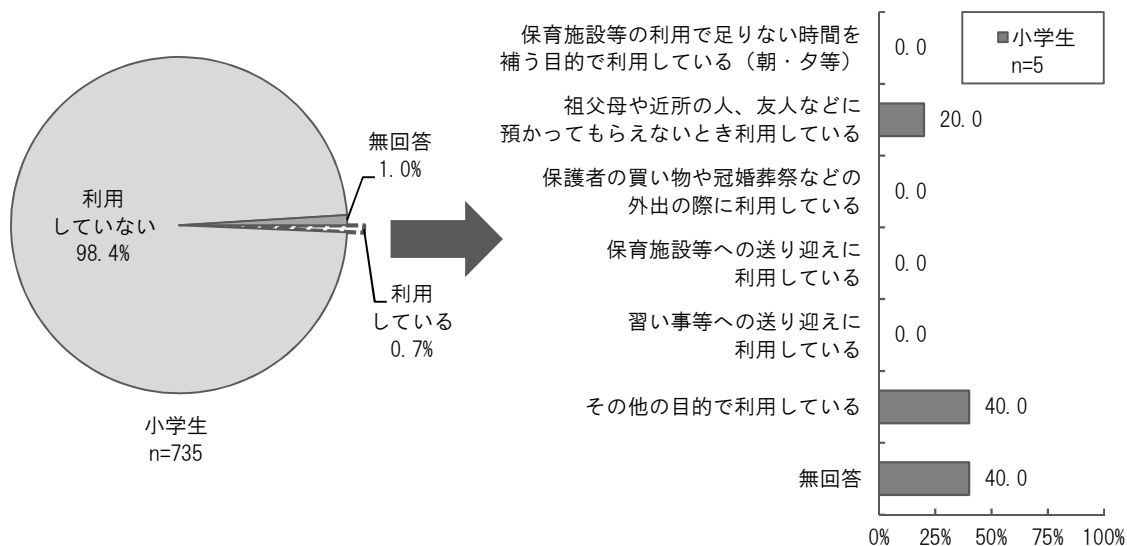 無回答
1.0%
利用
していない
98.4%
利用
している
0.7%
小学生
n=735
小学生
n=5
保育施設等の利用で足りない時間を
補う目的で利用している（朝・夕等）
0.0
祖父母や近所の人、友人などに
預かってもらえないとき利用している
20.0
保護者の買い物や冠婚葬祭などの
外出の際に利用している
0.0
保育施設等への送り迎えに
利用している
0.0
習い事等への送り迎えに
利用している
0.0
その他の目的で利用している
40.0
無回答
40.0
0% 25% 50% 75% 100%